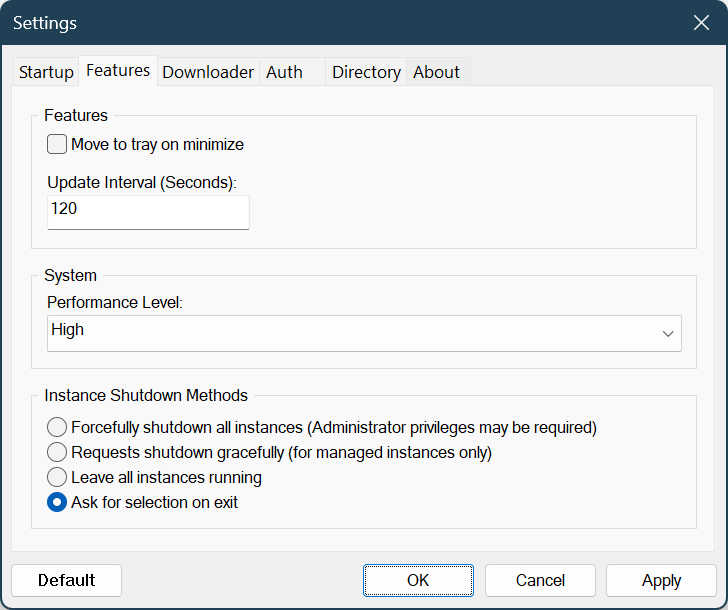 Settings
Startup Features Downloader Auth Directory About
Features
Move to tray on minimize
Update Interval (Seconds):
120
System
Performance Level:
High
Instance Shutdown Methods
Forcefully shutdown all instances (Administrator privileges may be required)
Requests shutdown gracefully (for managed instances only)
Leave all instances running
Ask for selection on exit
Default OK Cancel Apply